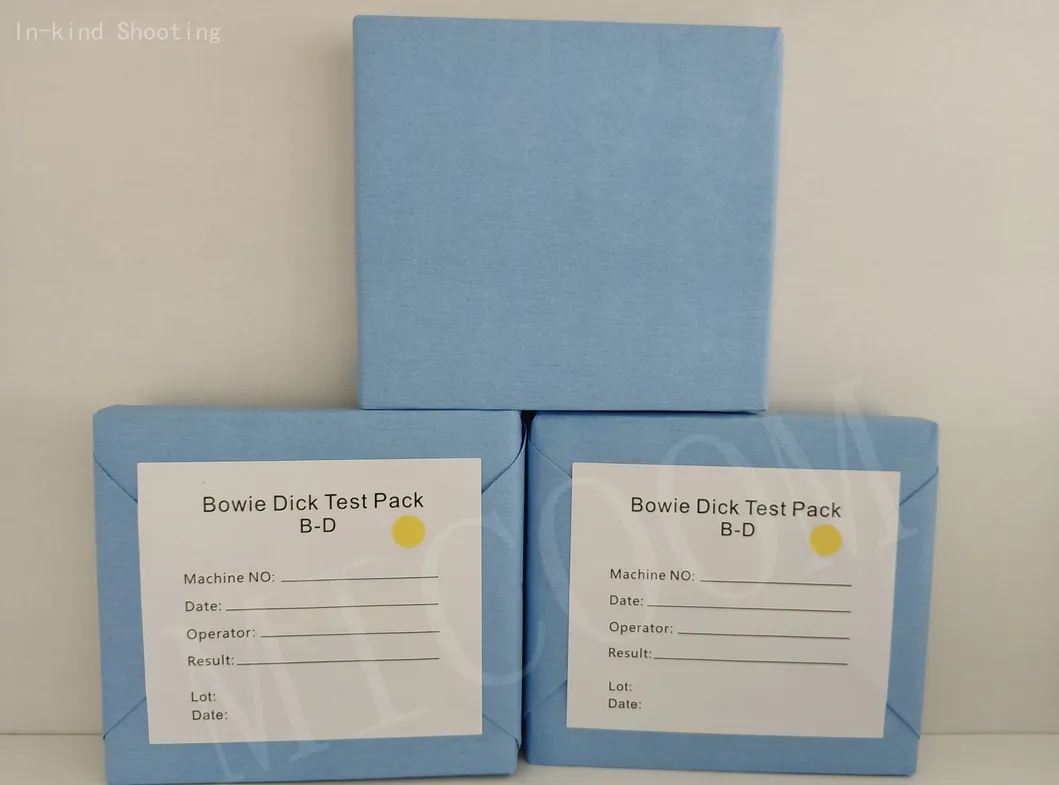 In-kind Shooting
Bowie Dick Test Pack
B-D
Machine NO:
Date:
Operator:
Result:
Lot:
Date:
Bowie Dick Test Pack
B-D
Machine NO:
Date:
Operator:
Result:
Lot:
Date:
MICOOM